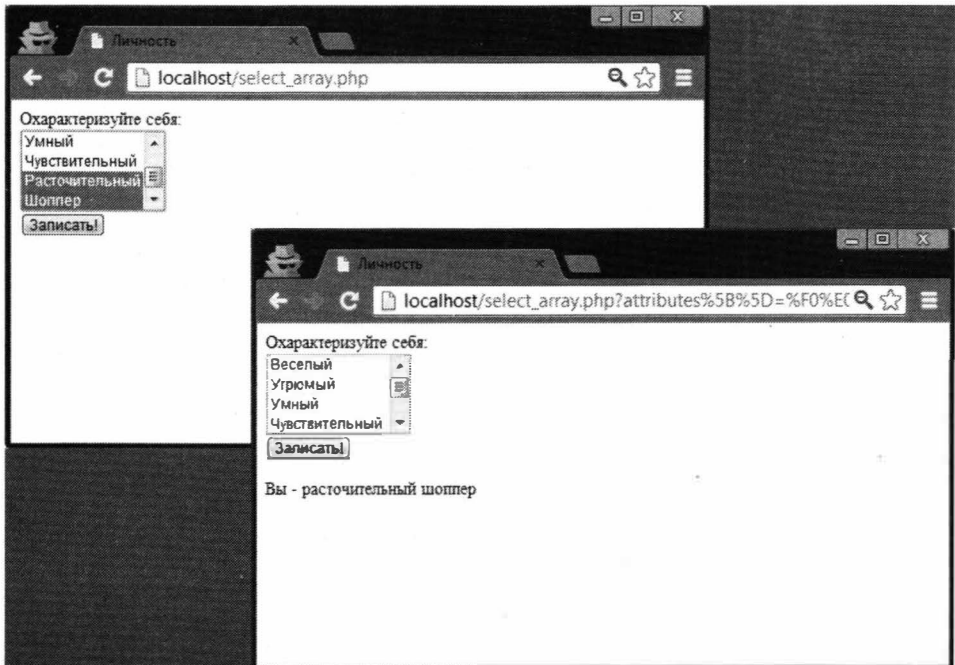 Личность
localhost/select_array.php
Охарактеризуйте себя:
Умный
Чувствительный
Расточительный
Шоппер
Записать!
Личность
localhost/select_array.php?attributes%5B%5D=%F0%E0
Охарактеризуйте себя:
Веселый
Угрюмый
Умный
Чувствительный
Записать!
Вы - расточительный шоппер